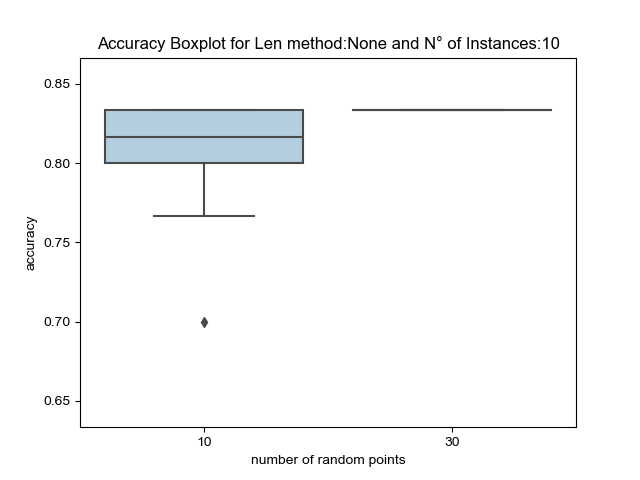 Accuracy Boxplot for Len method:None and N° of Instances:10
0.85
0.80
0.75
0.70
0.65
accuracy
10 30
number of random points